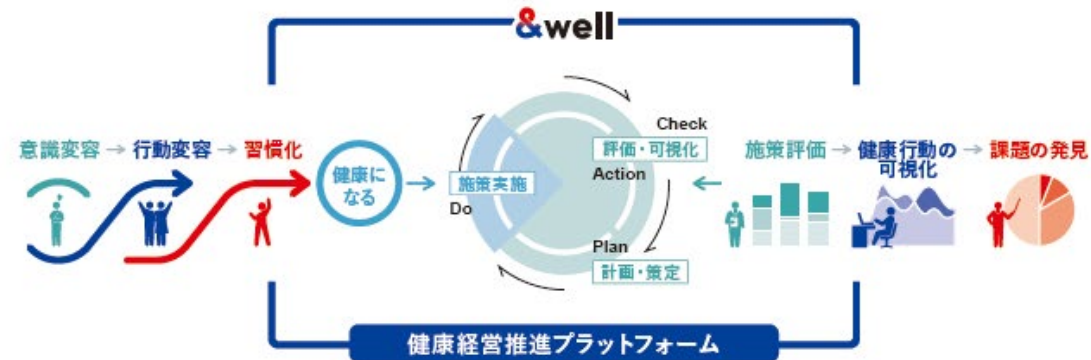 &well
意識変容 → 行動変容 → 習慣化
健康に
なる
施策実施
Do
Check
評価・可視化
Action
Plan
計画・策定
施策評価 → 健康行動の
可視化 → 課題の発見
健康経営推進プラットフォーム